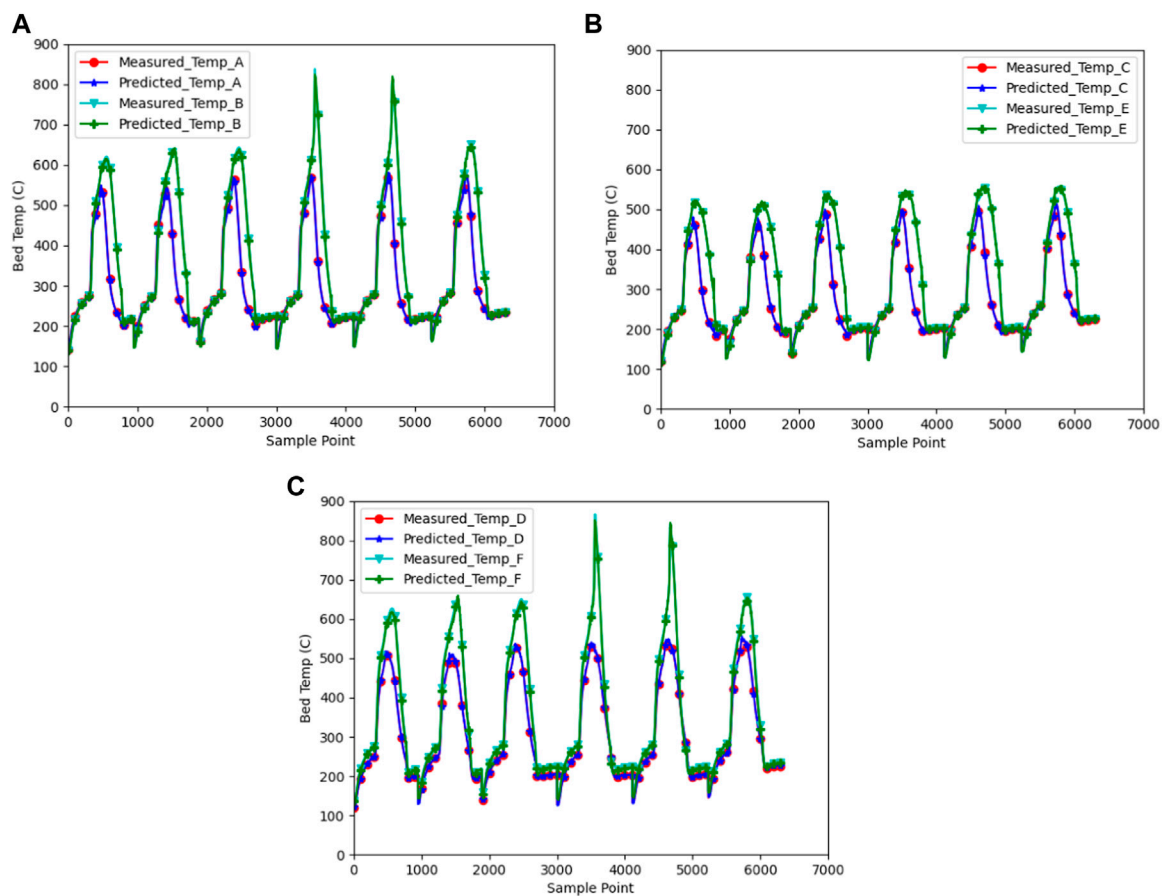 A
Bed Temp (C)
900
800
700
600
500
400
300
200
100
0
Measured_Temp_A
Predicted_Temp_A
Measured_Temp_B
Predicted_Temp_B
0 1000 2000 3000 4000 5000 6000 7000
Sample Point
B
Bed Temp (C)
900
800
700
600
500
400
300
200
100
0
Measured_Temp_C
Predicted_Temp_C
Measured_Temp_E
Predicted_Temp_E
0 1000 2000 3000 4000 5000 6000 7000
Sample Point
C
Bed Temp (C)
900
800
700
600
500
400
300
200
100
0
Measured_Temp_D
Predicted_Temp_D
Measured_Temp_F
Predicted_Temp_F
0 1000 2000 3000 4000 5000 6000 7000
Sample Point